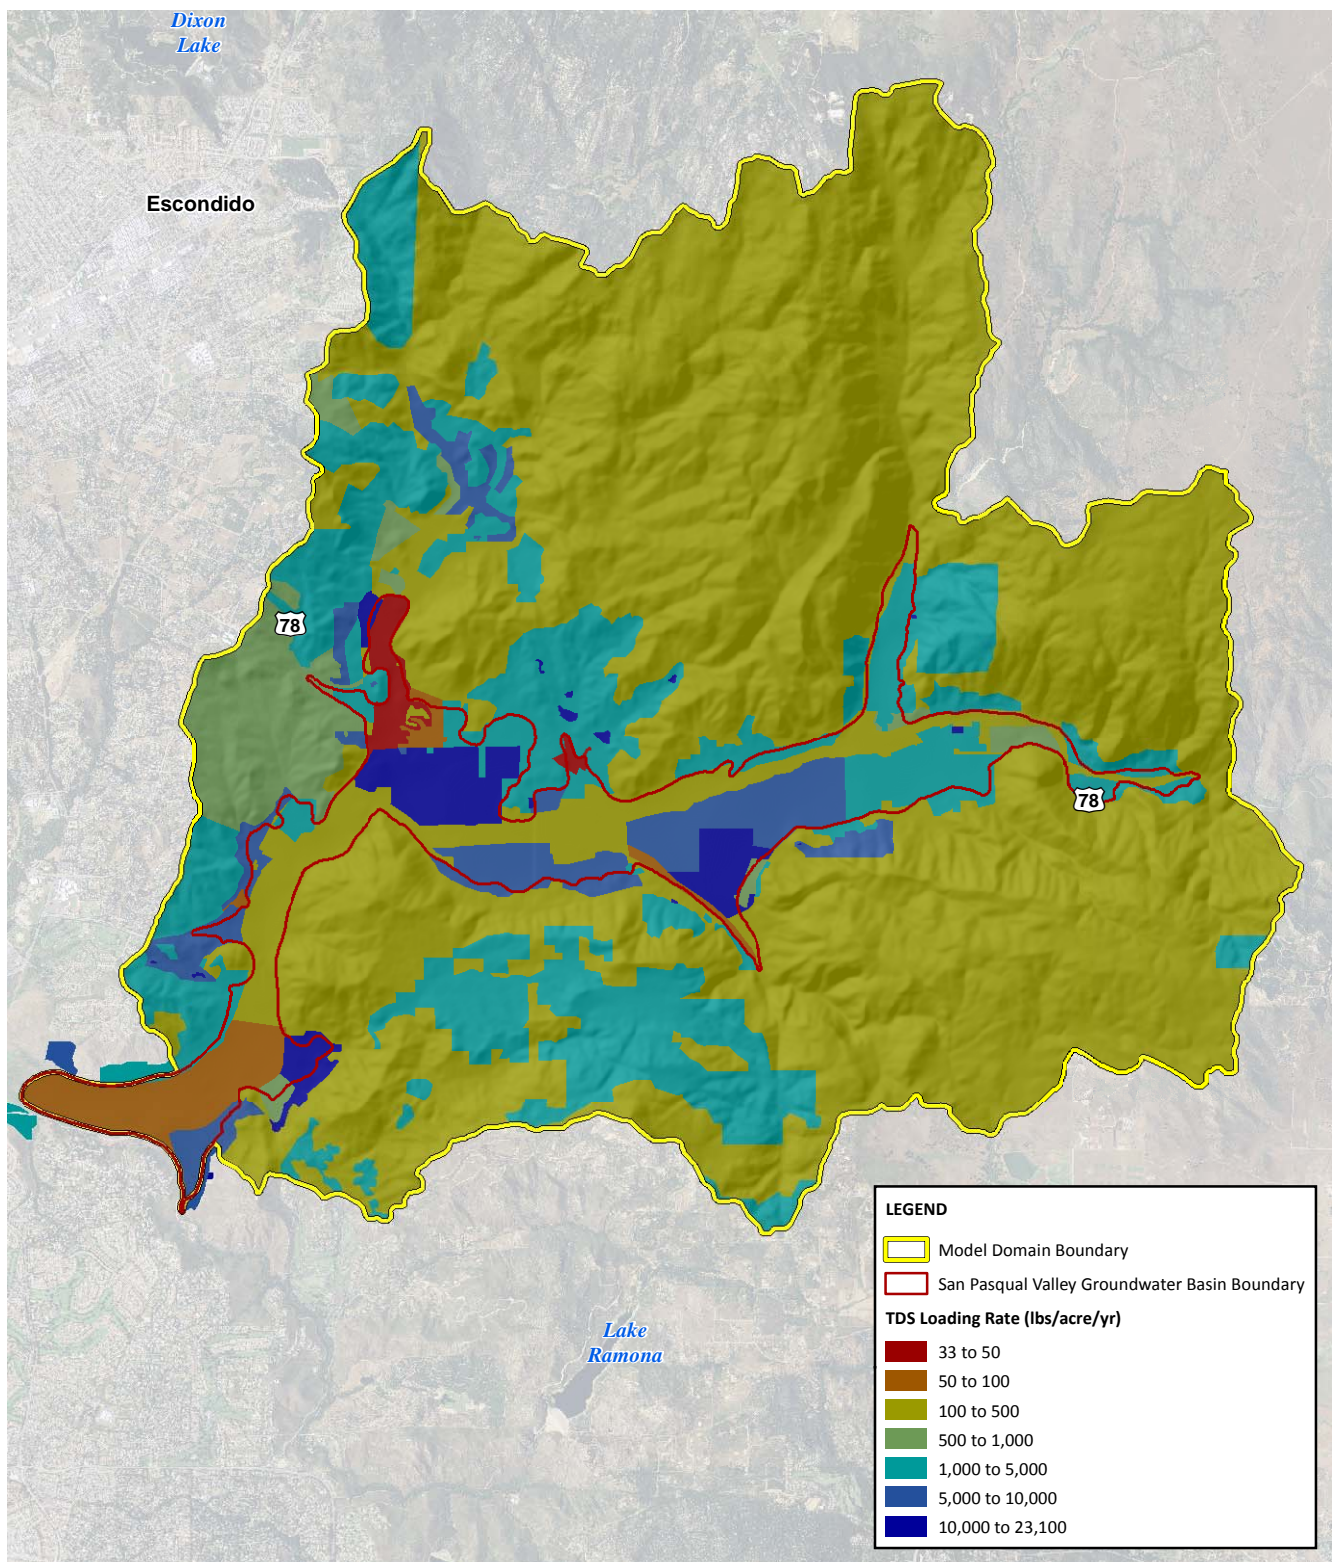 Dixon
Lake
Escondido
78
78
Lake
Ramona
LEGEND
Model Domain Boundary
San Pasqual Valley Groundwater Basin Boundary
TDS Loading Rate (lbs/acre/yr)
33 to 50
50 to 100
100 to 500
500 to 1,000
1,000 to 5,000
5,000 to 10,000
10,000 to 23,100